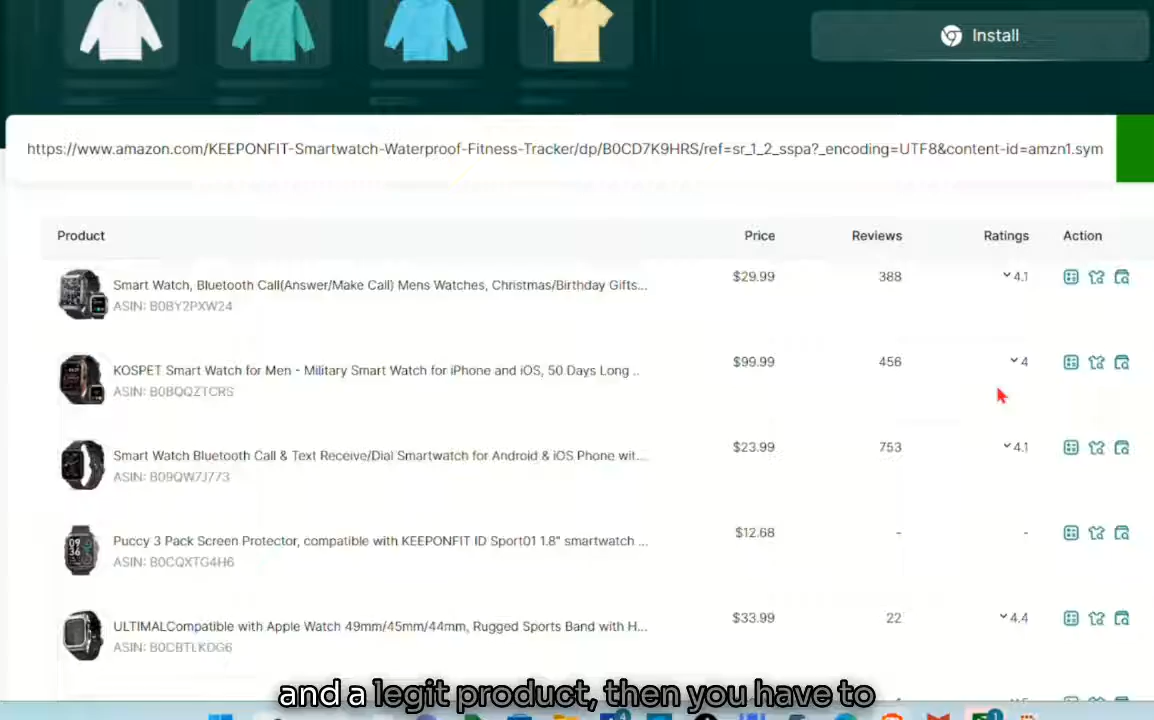 Install
https://www.amazon.com/KEEPONFIT-Smartwatch-Waterproof-Fitness-Tracker/dp/B0CD7K9HRS/ref=sr_1_2_sspa?_encoding=UTF8&content-id=amzn1.sym
Product Price Reviews Ratings Action
Smart Watch, Bluetooth Call(Answer/Make Call) Mens Watches, Christmas/Birthday Gifts... $29.99 388 4.1
ASIN: B0BY2PXW24
KOSPET Smart Watch for Men - Military Smart Watch for iPhone and iOS, 50 Days Long .. $99.99 456 4
ASIN: B0BQQZTCRS
Smart Watch Bluetooth Call & Text Receive/Dial Smartwatch for Android & iOS Phone wit... $23.99 753 4.1
ASIN: B09QW7J773
Puccy 3 Pack Screen Protector, compatible with KEEPONFIT ID Sport01 1.8" smartwatch ... $12.68 - -
ASIN: B0CQXTG4H6
ULTIMALCompatible with Apple Watch 49mm/45mm/44mm, Rugged Sports Band with H... $33.99 22 4.4
ASIN: B0CBTLKDG6
and a legit product, then you have to